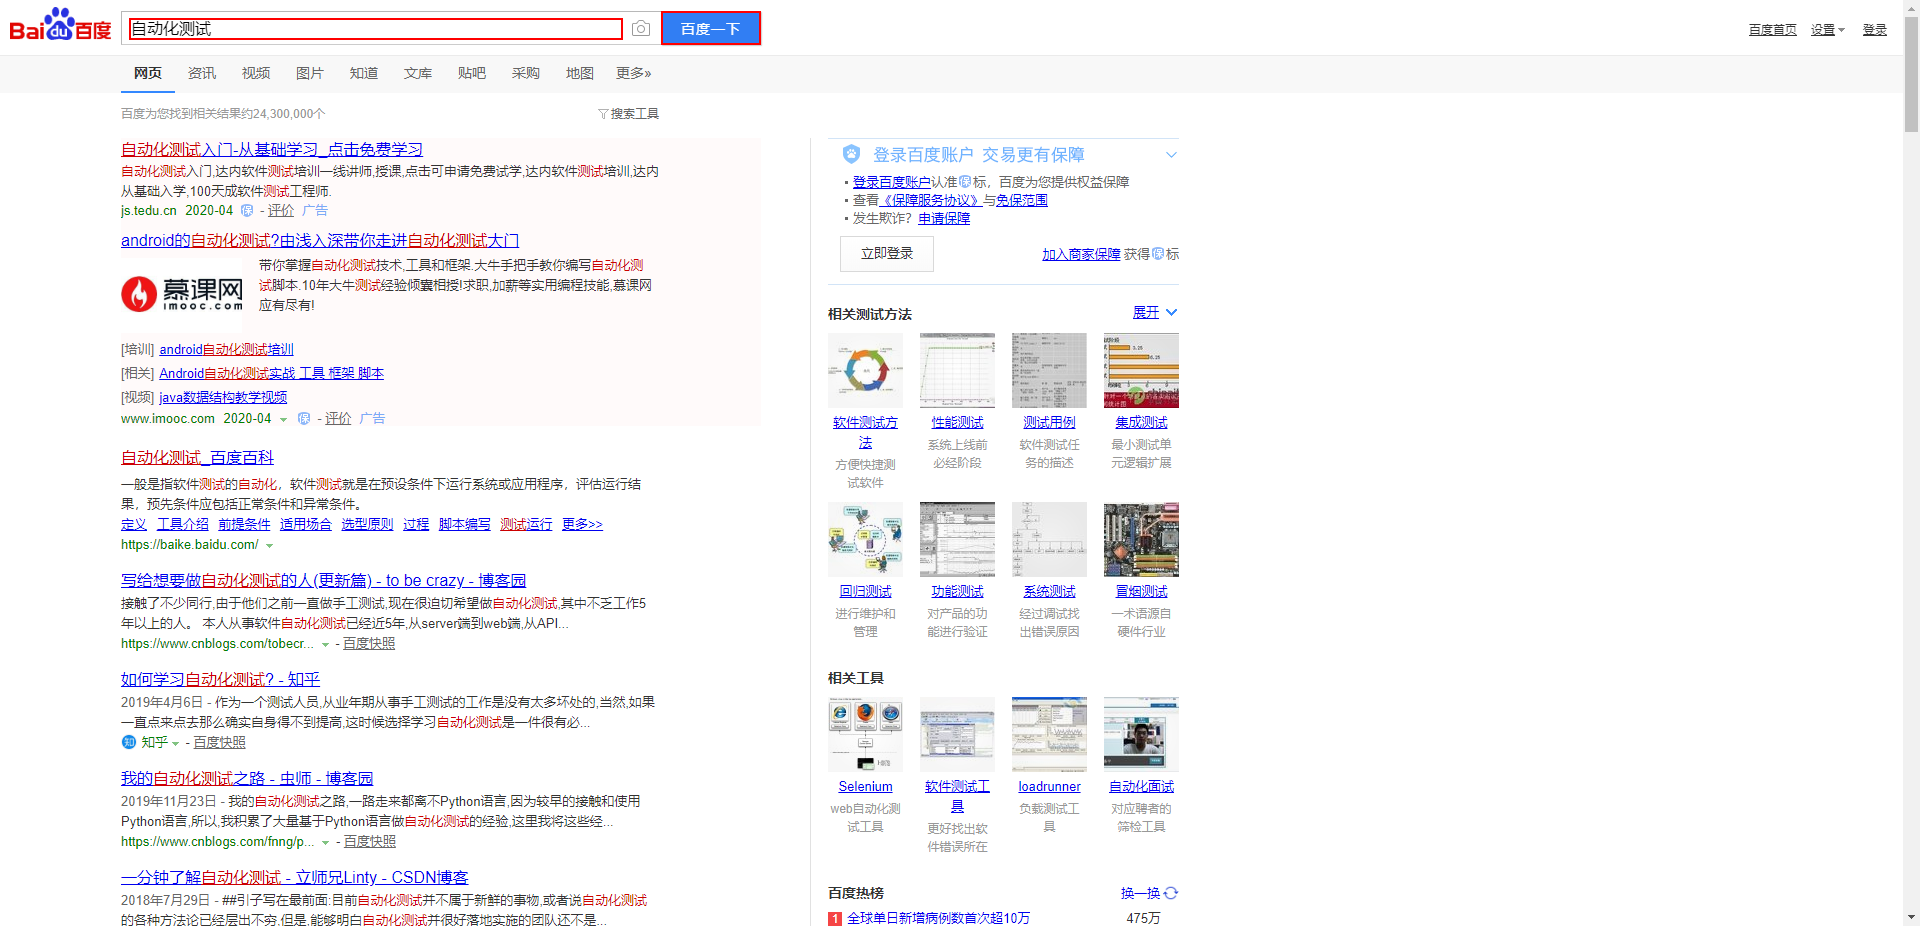 Bai du 百度
自动化测试
百度一下
百度首页 设置 登录
网页 资讯 视频 图片 知道 文库 贴吧 采购 地图 更多»
百度为您找到相关结果约24,300,000个
搜索工具
自动化测试入门-从基础学习_点击免费学习
自动化测试入门,达内软件测试培训一线讲师,授课,点击可申请免费试学,达内软件测试培训,达内
从基础入学,100天成软件测试工程师.
js.tedu.cn 2020-04 保 - 评价 广告
android的自动化测试?由浅入深带你走进自动化测试大门
慕课网
imooc.com
带你掌握自动化测试技术,工具和框架.大牛手把手教你编写自动化测
试脚本.10年大牛测试经验倾囊相授!求职,加薪等实用编程技能,慕课网
应有尽有!
[培训] android自动化测试培训
[相关] Android自动化测试实战 工具 框架 脚本
[视频] java数据结构教学视频
www.imooc.com 2020-04 保 - 评价 广告
自动化测试_百度百科
一般是指软件测试的自动化，软件测试就是在预设条件下运行系统或应用程序，评估运行结
果，预先条件应包括正常条件和异常条件。
定义 工具介绍 前提条件 适用场合 选型原则 过程 脚本编写 测试运行 更多>>
https://baike.baidu.com/
写给想要做自动化测试的人(更新篇) - to be crazy - 博客园
接触了不少同行,由于他们之前一直做手工测试,现在很迫切希望做自动化测试,其中不乏工作5
年以上的人。 本人从事软件自动化测试已经近5年,从server端到web端,从API...
https://www.cnblogs.com/tobecr... - 百度快照
如何学习自动化测试? - 知乎
2019年4月6日 - 作为一个测试人员,从业年期从事手工测试的工作是没有太多坏处的,当然,如果
一直点来点去那么确实自身得不到提高,这时候选择学习自动化测试是一件很有必...
知 知乎 - 百度快照
我的自动化测试之路 - 虫师 - 博客园
2019年11月23日 - 我的自动化测试之路,一路走来都离不Python语言,因为较早的接触和使用
Python语言,所以,我积累了大量基于Python语言做自动化测试的经验,这里我将这些经...
https://www.cnblogs.com/fnng/p... - 百度快照
一分钟了解自动化测试 - 立师兄Linty - CSDN博客
2018年7月29日 - ##引子写在最前面:目前自动化测试并不属于新鲜的事物,或者说自动化测试
的各种方法论已经层出不穷,但是,能够明白自动化测试并很好落地实施的团队还不是...
登录百度账户 交易更有保障
登录百度账户认准保标，百度为您提供权益保障
查看《保障服务协议》与免保范围
发生欺诈？申请保障
立即登录
加入商家保障 获得保标
相关测试方法
展开
软件测试方法
方便快捷测试软件
性能测试
系统上线前必经阶段
测试用例
软件测试任务的描述
3.25
6.25
集成测试
最小测试单元逻辑扩展
回归测试
进行维护和管理
功能测试
对产品的功能进行验证
系统测试
经过调试找出错误原因
冒烟测试
一术语源自硬件行业
相关工具
Selenium
web自动化测试工具
软件测试工具
更好找出软件错误所在
loadrunner
负载测试工具
自动化面试
对应聘者的筛检工具
百度热榜
换一换
1 全球单日新增病例数首次超10万 475万